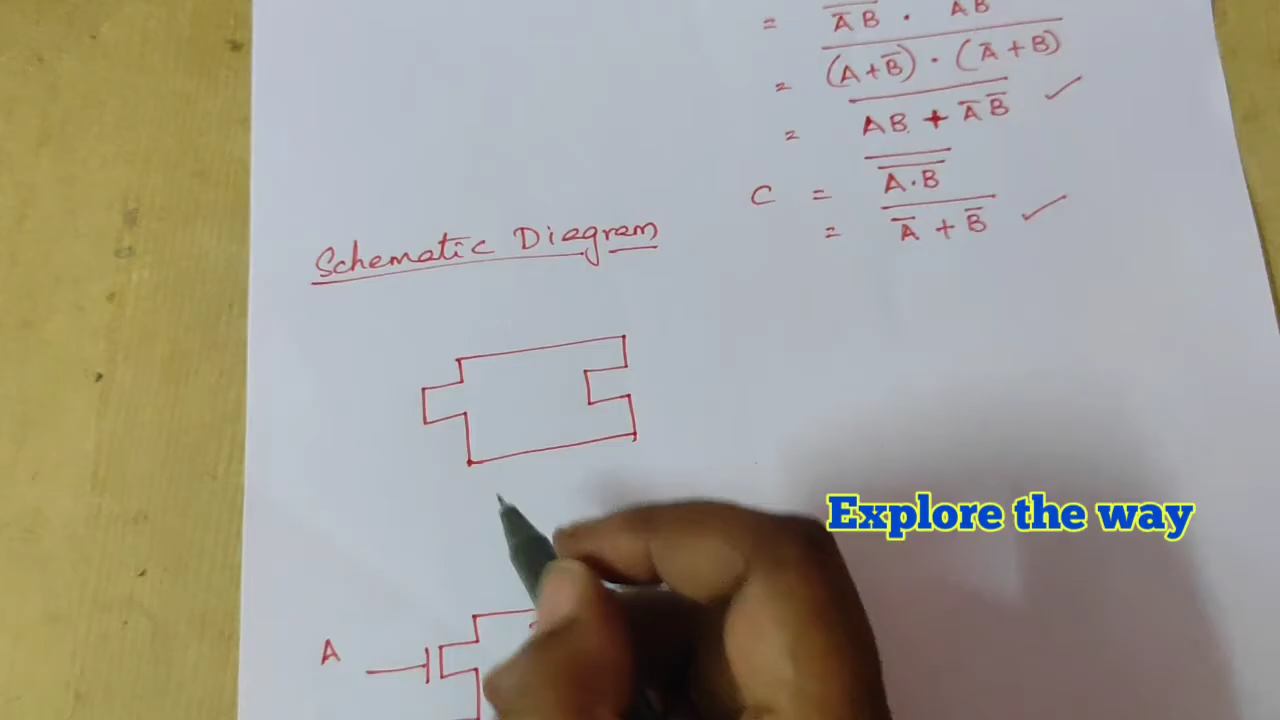 = A̅B̅ . AB
= (A+B̅) . (A̅+B)
= AB + A̅B̅ ✓
C = A.B
= A̅ + B̅ ✓
Schematic Diagram
Explore the way
A